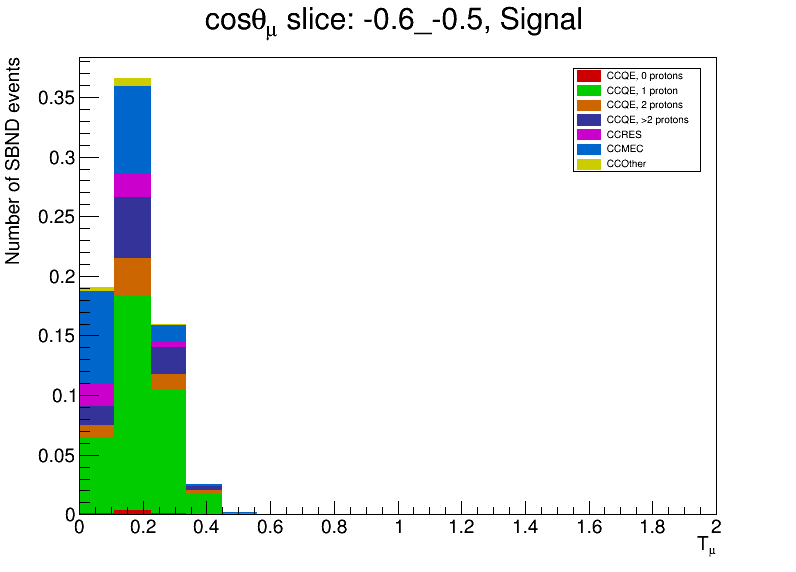 cosθμ slice: -0.6_-0.5, Signal
Number of SBND events
CCQE, 0 protons
CCQE, 1 proton
CCQE, 2 protons
CCQE, >2 protons
CCRES
CCMEC
CCOther
0.35
0.3
0.25
0.2
0.15
0.1
0.05
0
0 0.2 0.4 0.6 0.8 1 1.2 1.4 1.6 1.8 2
Tμ